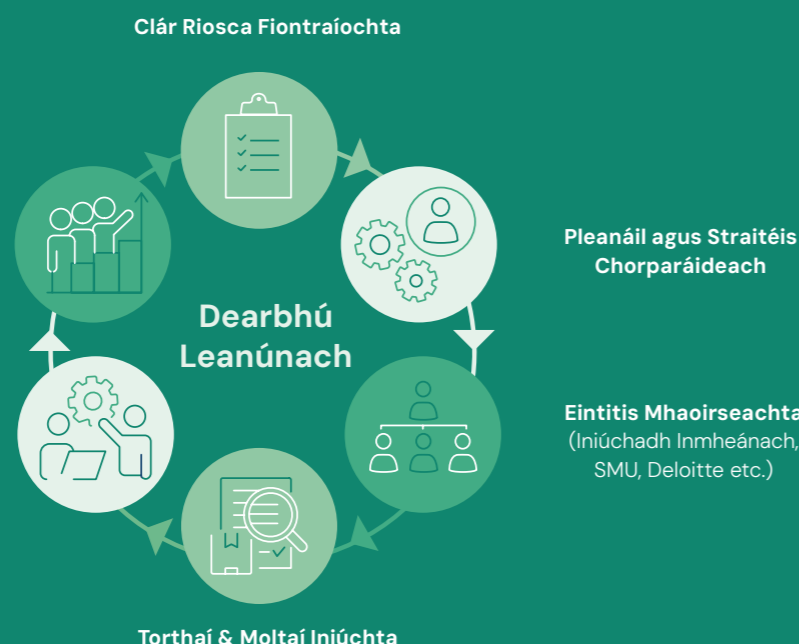 Clár Riosca Fiontraíochta
Pleanáil agus Straitéis
Chorparáideach
Dearbhú
Leanúnach
Eintitis Mhaoirseachta
(Iniúchadh Inmheánach,
SMU, Deloitte etc.)
Torthaí & Moltaí Iniúchta